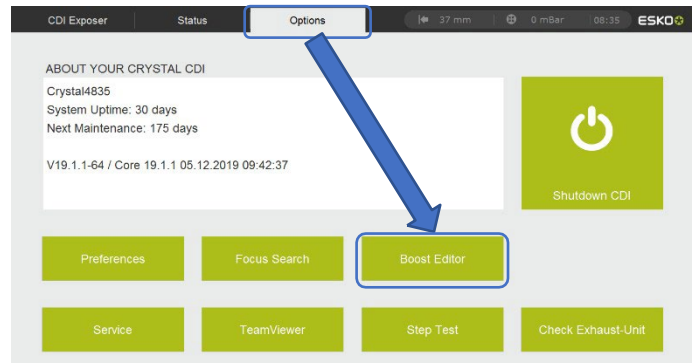 CDI Exposer Status Options 37 mm 0 mBar 08:35 ESKO
ABOUT YOUR CRYSTAL CDI
Crystal4835
System Uptime: 30 days
Next Maintenance: 175 days
V19.1.1-64 / Core 19.1.1 05.12.2019 09:42:37
Shutdown CDI
Preferences Focus Search Boost Editor
Service TeamViewer Step Test Check Exhaust-Unit